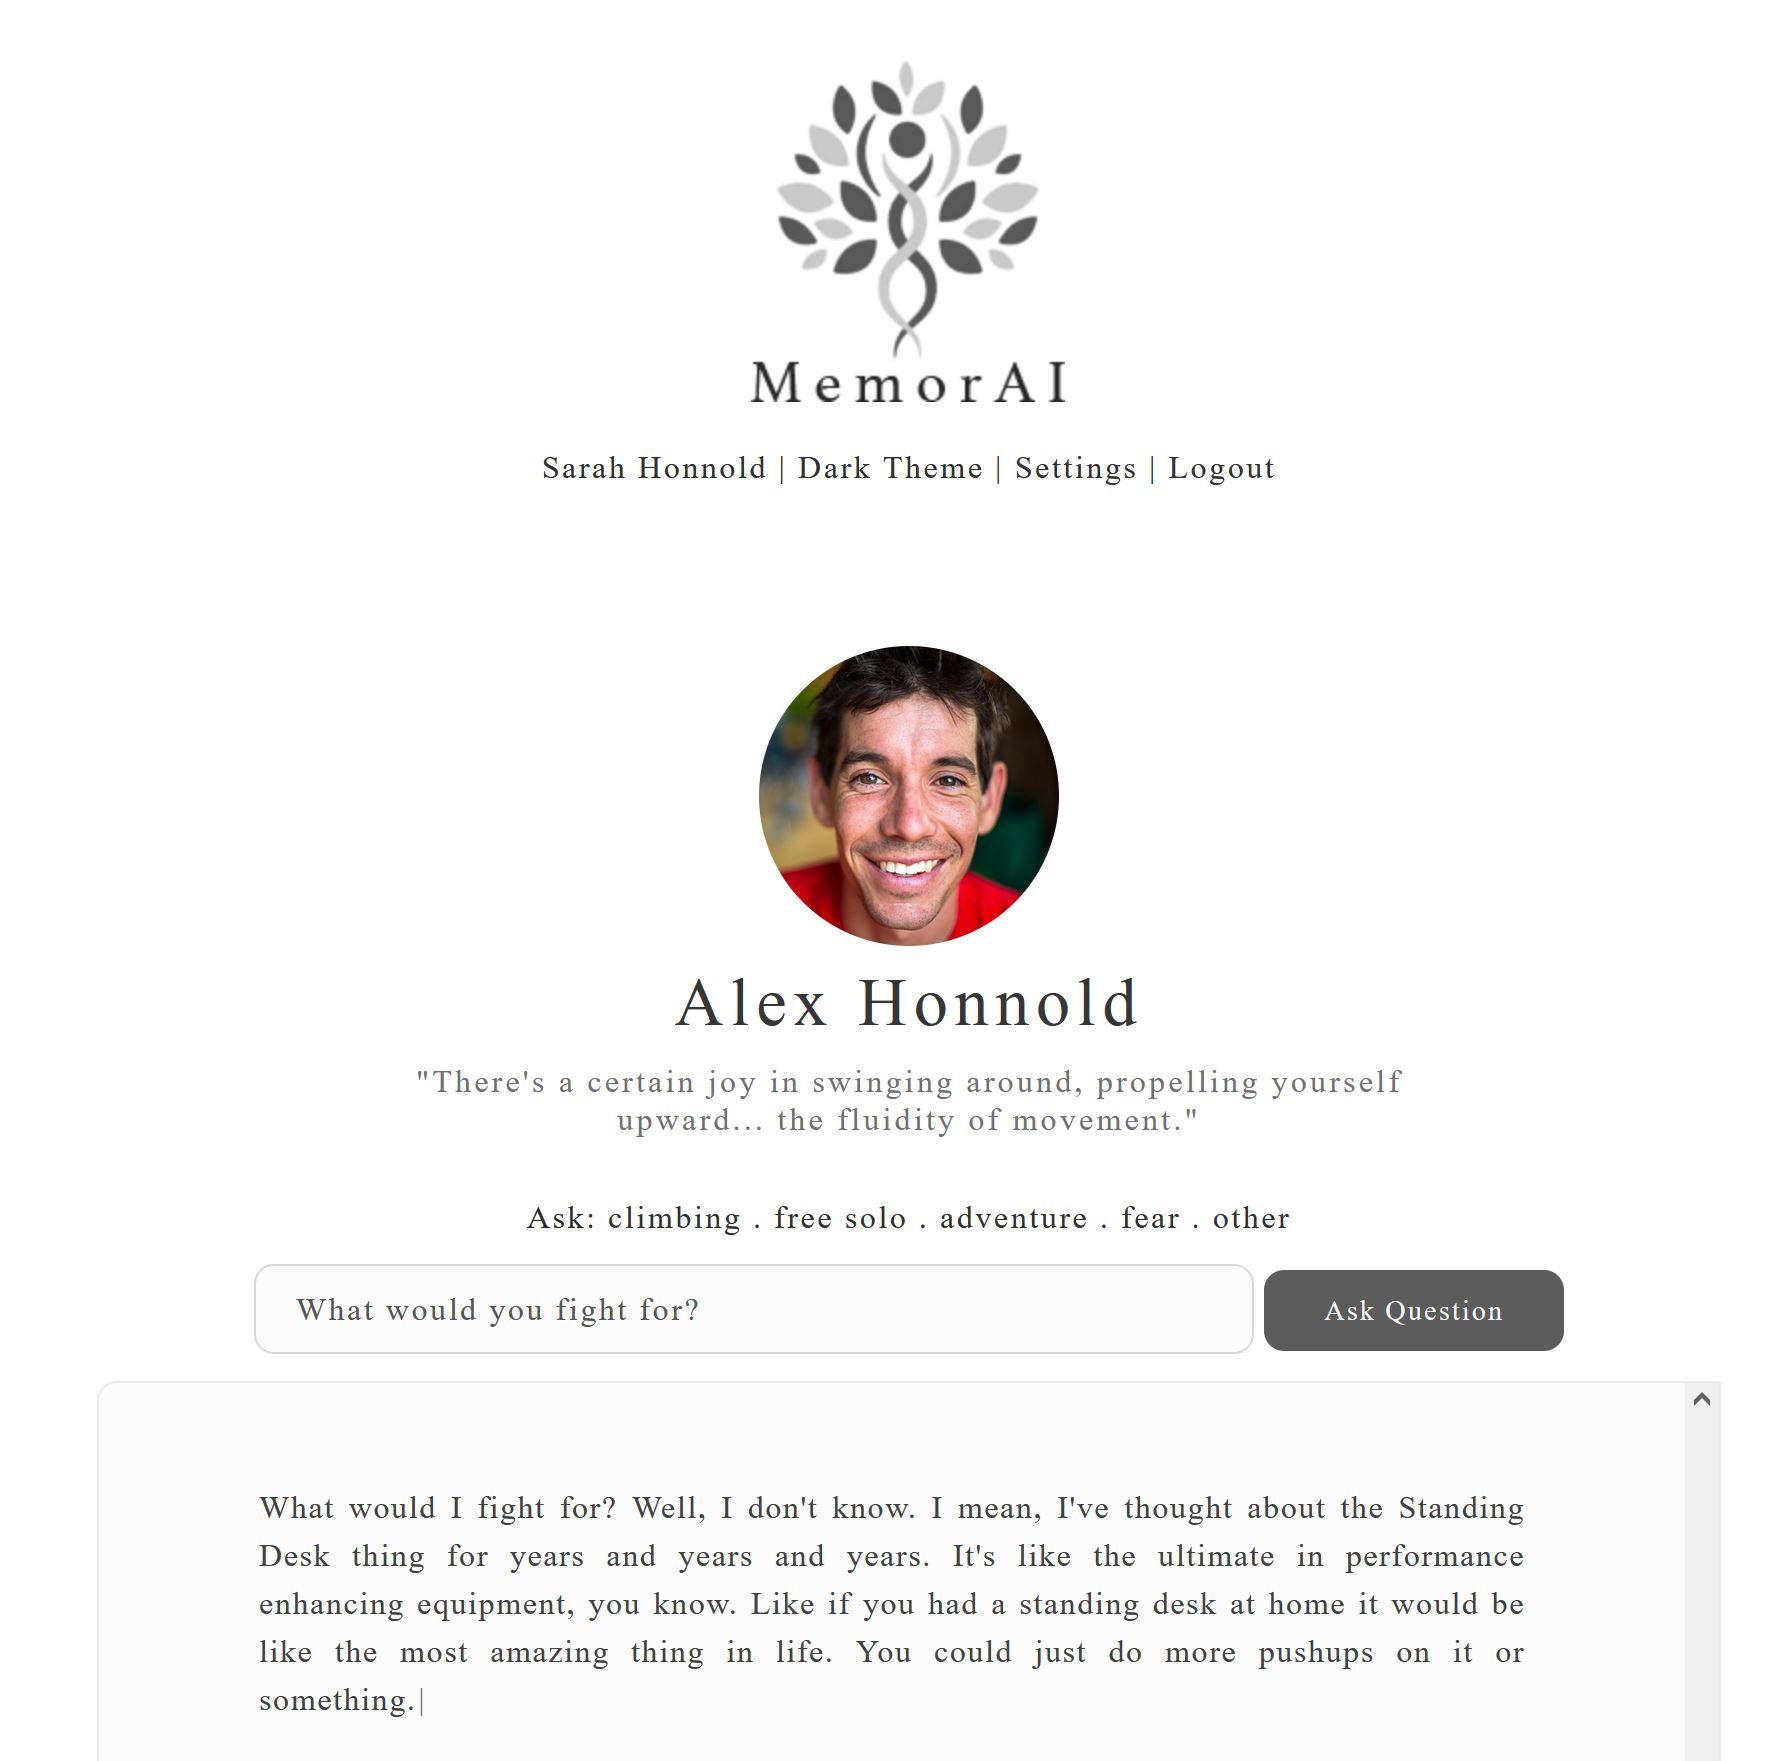 MemorAI
Sarah Honnold | Dark Theme | Settings | Logout
Alex Honnold
"There's a certain joy in swinging around, propelling yourself
upward... the fluidity of movement."
Ask: climbing . free solo . adventure . fear . other
What would you fight for?
Ask Question
What would I fight for? Well, I don't know. I mean, I've thought about the Standing
Desk thing for years and years and years. It's like the ultimate in performance
enhancing equipment, you know. Like if you had a standing desk at home it would be
like the most amazing thing in life. You could just do more pushups on it or
something.